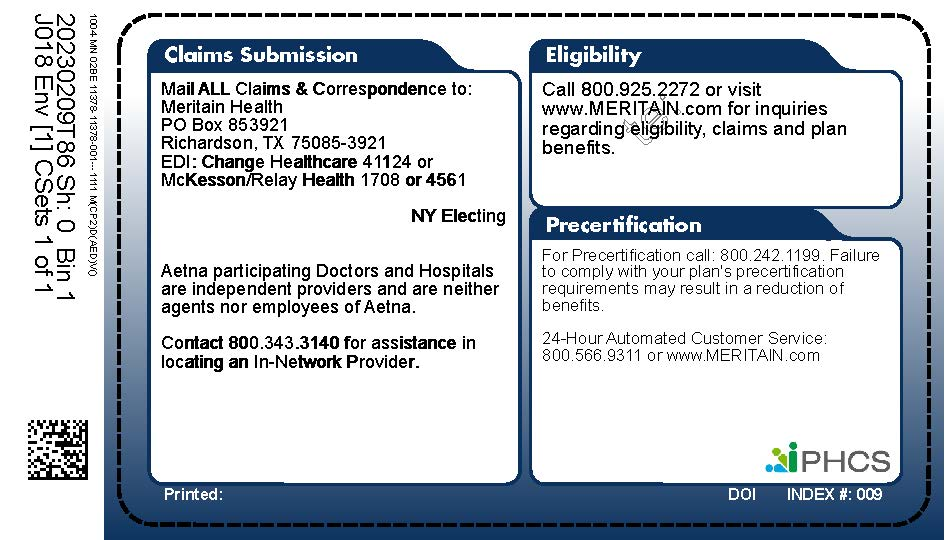 1004 MN 02BE 11378-11378-001---1111 M(CP2)D(AED)V()
20230209T86 Sh: 0 Bin 1
J018 Env [1] CSets 1 of 1
Claims Submission
Mail ALL Claims & Correspondence to:
Meritain Health
PO Box 853921
Richardson, TX 75085-3921
EDI: Change Healthcare 41124 or
McKesson/Relay Health 1708 or 4561
NY Electing
Aetna participating Doctors and Hospitals
are independent providers and are neither
agents nor employees of Aetna.
Contact 800.343.3140 for assistance in
locating an In-Network Provider.
Eligibility
Call 800.925.2272 or visit
www.MERITAIN.com for inquiries
regarding eligibility, claims and plan
benefits.
Precertification
For Precertification call: 800.242.1199. Failure
to comply with your plan's precertification
requirements may result in a reduction of
benefits.
24-Hour Automated Customer Service:
800.566.9311 or www.MERITAIN.com
PHCS
Printed:
DOI INDEX #: 009